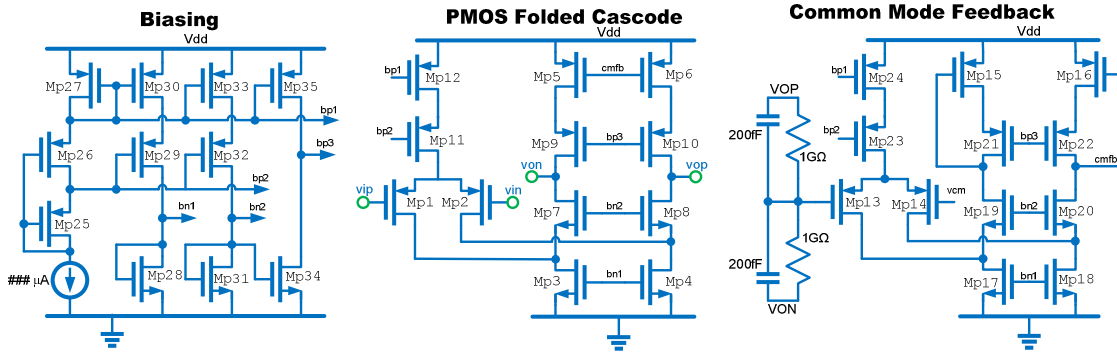 Biasing
Vdd
Mp27
Mp30
Mp33
Mp35
bp1
Mp26
Mp29
Mp32
bp3
bp2
Mp25
bn1
bn2
### μA
Mp28
Mp31
Mp34
PMOS Folded Cascode
Vdd
bp1
Mp12
Mp5
cmfb
Mp6
bp2
Mp11
Mp9
bp3
Mp10
von
vop
vip
Mp1
Mp2
vin
Mp7
bn2
Mp8
Mp3
bn1
Mp4
Common Mode Feedback
Vdd
bp1
Mp24
Mp15
Mp16
VOP
200fF
1GΩ
bp2
Mp23
Mp21
bp3
Mp22
cmfb
Mp13
Mp14
vcm
Mp19
bn2
Mp20
1GΩ
200fF
VON
Mp17
bn1
Mp18